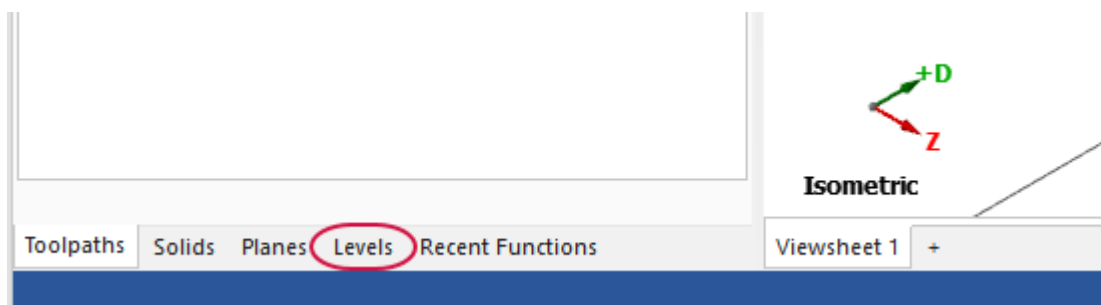 +D
Z
Isometric
Toolpaths Solids Planes Levels Recent Functions Viewsheet 1 +